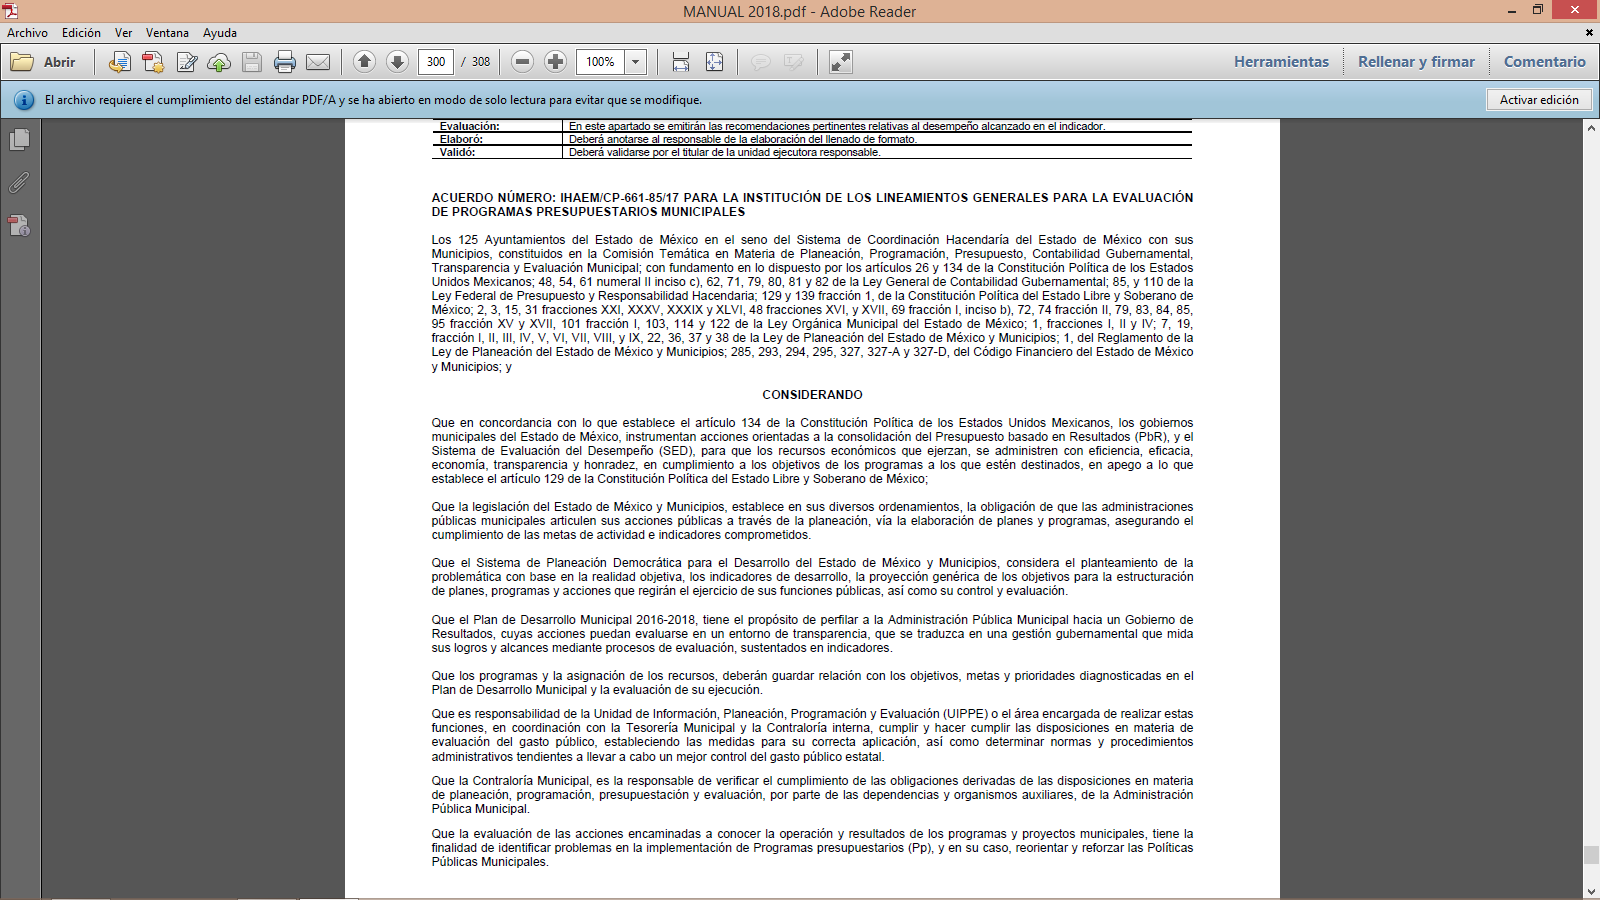 MANUAL 2018.pdf - Adobe Reader
Archivo Edición Ver Ventana Ayuda
Abrir 300 / 308 100% Herramientas Rellenar y firmar Comentario
El archivo requiere el cumplimiento del estándar PDF/A y se ha abierto en modo de solo lectura para evitar que se modifique. Activar edición
Evaluación: En este apartado se emitirán las recomendaciones pertinentes relativas al desempeño alcanzado en el indicador.
Elaboró: Deberá anotarse al responsable de la elaboración del llenado de formato.
Validó: Deberá validarse por el titular de la unidad ejecutora responsable.
ACUERDO NÚMERO: IHAEM/CP-661-85/17 PARA LA INSTITUCIÓN DE LOS LINEAMIENTOS GENERALES PARA LA EVALUACIÓN
DE PROGRAMAS PRESUPUESTARIOS MUNICIPALES
Los 125 Ayuntamientos del Estado de México en el seno del Sistema de Coordinación Hacendaría del Estado de México con sus
Municipios, constituidos en la Comisión Temática en Materia de Planeación, Programación, Presupuesto, Contabilidad Gubernamental,
Transparencia y Evaluación Municipal; con fundamento en lo dispuesto por los artículos 26 y 134 de la Constitución Política de los Estados
Unidos Mexicanos; 48, 54, 61 numeral II inciso c), 62, 71, 79, 80, 81 y 82 de la Ley General de Contabilidad Gubernamental; 85, y 110 de la
Ley Federal de Presupuesto y Responsabilidad Hacendaria; 129 y 139 fracción 1, de la Constitución Política del Estado Libre y Soberano de
México; 2, 3, 15, 31 fracciones XXI, XXXV, XXXIX y XLVI, 48 fracciones XVI, y XVII, 69 fracción I, inciso b), 72, 74 fracción II, 79, 83, 84, 85,
95 fracción XV y XVII, 101 fracción I, 103, 114 y 122 de la Ley Orgánica Municipal del Estado de México; 1, fracciones I, II y IV; 7, 19,
fracción I, II, III, IV, V, VI, VII, VIII, y IX, 22, 36, 37 y 38 de la Ley de Planeación del Estado de México y Municipios; 1, del Reglamento de la
Ley de Planeación del Estado de México y Municipios; 285, 293, 294, 295, 327, 327-A y 327-D, del Código Financiero del Estado de México
y Municipios; y
CONSIDERANDO
Que en concordancia con lo que establece el artículo 134 de la Constitución Política de los Estados Unidos Mexicanos, los gobiernos
municipales del Estado de México, instrumentan acciones orientadas a la consolidación del Presupuesto basado en Resultados (PbR), y el
Sistema de Evaluación del Desempeño (SED), para que los recursos económicos que ejerzan, se administren con eficiencia, eficacia,
economía, transparencia y honradez, en cumplimiento a los objetivos de los programas a los que estén destinados, en apego a lo que
establece el artículo 129 de la Constitución Política del Estado Libre y Soberano de México;
Que la legislación del Estado de México y Municipios, establece en sus diversos ordenamientos, la obligación de que las administraciones
públicas municipales articulen sus acciones públicas a través de la planeación, vía la elaboración de planes y programas, asegurando el
cumplimiento de las metas de actividad e indicadores comprometidos.
Que el Sistema de Planeación Democrática para el Desarrollo del Estado de México y Municipios, considera el planteamiento de la
problemática con base en la realidad objetiva, los indicadores de desarrollo, la proyección genérica de los objetivos para la estructuración
de planes, programas y acciones que regirán el ejercicio de sus funciones públicas, así como su control y evaluación.
Que el Plan de Desarrollo Municipal 2016-2018, tiene el propósito de perfilar a la Administración Pública Municipal hacia un Gobierno de
Resultados, cuyas acciones puedan evaluarse en un entorno de transparencia, que se traduzca en una gestión gubernamental que mida
sus logros y alcances mediante procesos de evaluación, sustentados en indicadores.
Que los programas y la asignación de los recursos, deberán guardar relación con los objetivos, metas y prioridades diagnosticadas en el
Plan de Desarrollo Municipal y la evaluación de su ejecución.
Que es responsabilidad de la Unidad de Información, Planeación, Programación y Evaluación (UIPPE) o el área encargada de realizar estas
funciones, en coordinación con la Tesorería Municipal y la Contraloría interna, cumplir y hacer cumplir las disposiciones en materia de
evaluación del gasto público, estableciendo las medidas para su correcta aplicación, así como determinar normas y procedimientos
administrativos tendientes a llevar a cabo un mejor control del gasto público estatal.
Que la Contraloría Municipal, es la responsable de verificar el cumplimiento de las obligaciones derivadas de las disposiciones en materia
de planeación, programación, presupuestación y evaluación, por parte de las dependencias y organismos auxiliares, de la Administración
Pública Municipal.
Que la evaluación de las acciones encaminadas a conocer la operación y resultados de los programas y proyectos municipales, tiene la
finalidad de identificar problemas en la implementación de Programas presupuestarios (Pp), y en su caso, reorientar y reforzar las Políticas
Públicas Municipales.